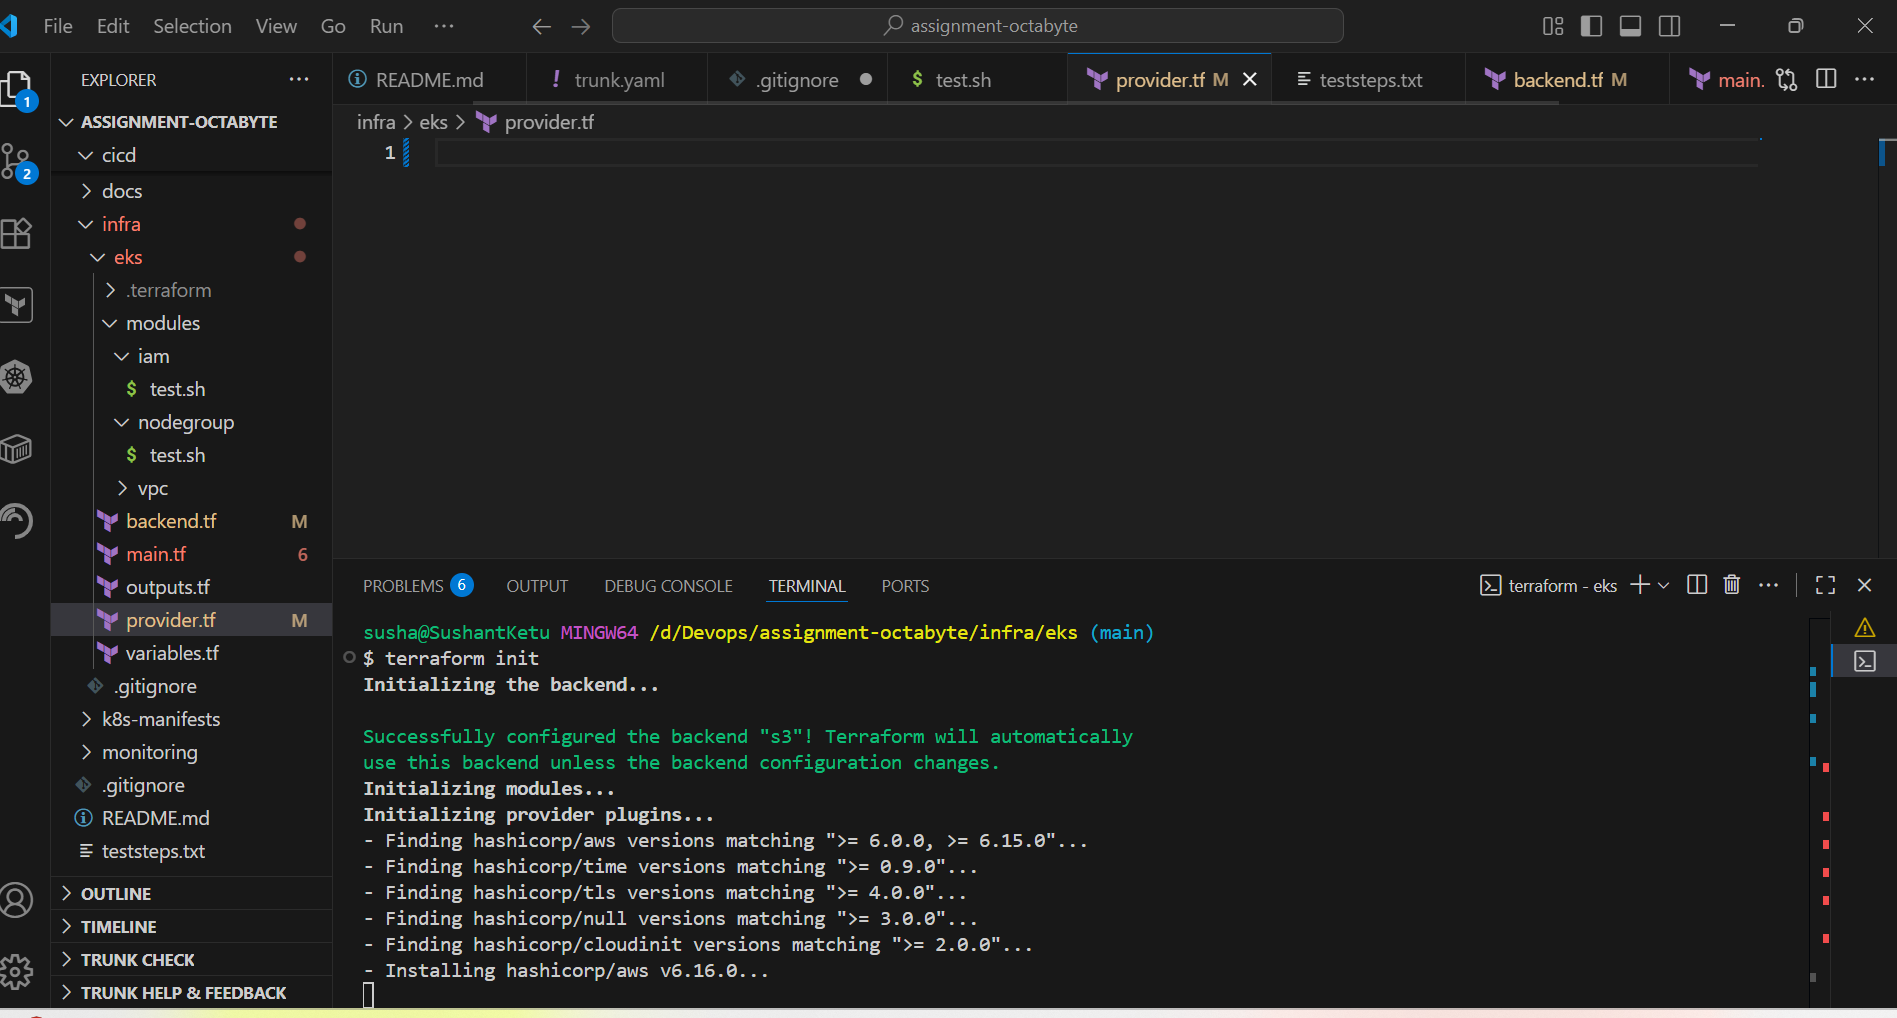 File Edit Selection View Go Run ···
assignment-octabyte
EXPLORER ···
README.md
! trunk.yaml
.gitignore
$ test.sh
provider.tf M
teststeps.txt
backend.tf M
main.
1
2
ASSIGNMENT-OCTABYTE
cicd
docs
infra
eks
.terraform
modules
iam
$ test.sh
nodegroup
$ test.sh
vpc
backend.tf M
main.tf 6
outputs.tf
provider.tf M
variables.tf
.gitignore
k8s-manifests
monitoring
.gitignore
README.md
teststeps.txt
OUTLINE
TIMELINE
TRUNK CHECK
TRUNK HELP & FEEDBACK
infra > eks > provider.tf
1
PROBLEMS 6 OUTPUT DEBUG CONSOLE TERMINAL PORTS
terraform - eks
susha@SushantKetu MINGW64 /d/Devops/assignment-octabyte/infra/eks (main)
$ terraform init
Initializing the backend...
Successfully configured the backend "s3"! Terraform will automatically
use this backend unless the backend configuration changes.
Initializing modules...
Initializing provider plugins...
- Finding hashicorp/aws versions matching ">= 6.0.0, >= 6.15.0"...
- Finding hashicorp/time versions matching ">= 0.9.0"...
- Finding hashicorp/tls versions matching ">= 4.0.0"...
- Finding hashicorp/null versions matching ">= 3.0.0"...
- Finding hashicorp/cloudinit versions matching ">= 2.0.0"...
- Installing hashicorp/aws v6.16.0...